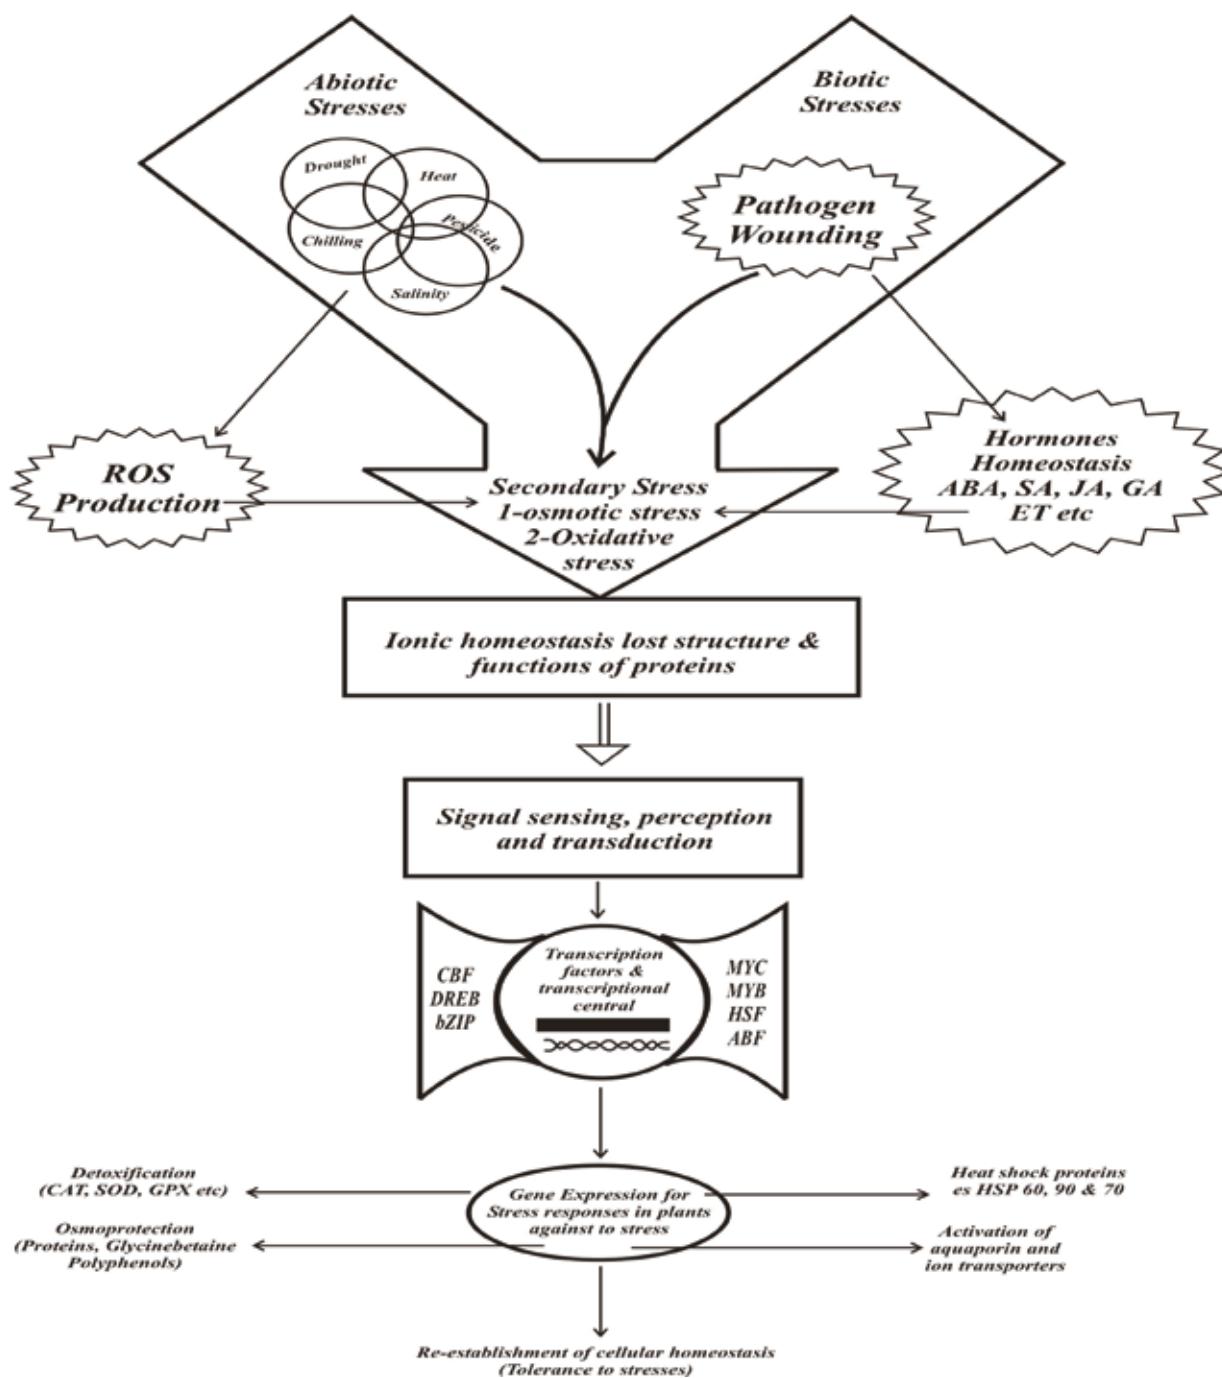 Abiotic
Stresses
Biotic
Stresses
Drought
Heat
Chilling
Pesicide
Salinity
Pathogen
Wounding
ROS
Production
Hormones
Homeostasis
ABA, SA, JA, GA
ET etc
Secondary Stress
1-osmotic stress
2-Oxidative
stress
Ionic homeostasis lost structure &
functions of proteins
Signal sensing, perception
and transduction
CBF
DREB
bZIP
Transcription
factors &
transcriptional
central
MYC
MYB
HSF
ABF
Detoxification
(CAT, SOD, GPX etc)
Osmoprotection
(Proteins, Glycinebetaine
Polyphenols)
Gene Expression for
Stress responses in plants
against to stress
Heat shock proteins
es HSP 60, 90 & 70
Activation of
aquaporin and
ion transporters
Re-establishment of cellular homeostasis
(Tolerance to stresses)